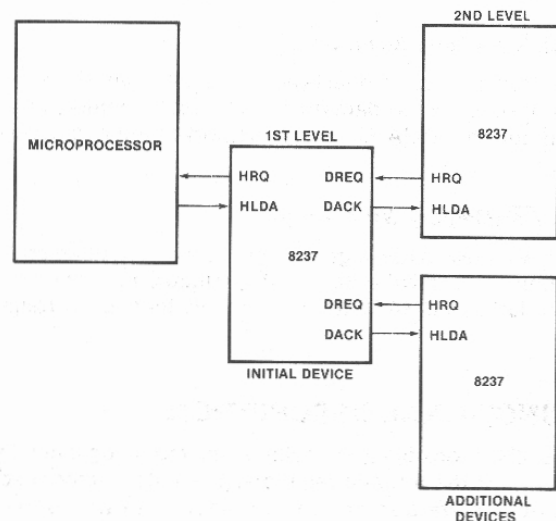 2ND LEVEL
MICROPROCESSOR
8237
1ST LEVEL
HRQ DREQ HRQ
HLDA DACK HLDA
8237
DREQ HRQ
DACK HLDA
8237
INITIAL DEVICE
ADDITIONAL
DEVICES